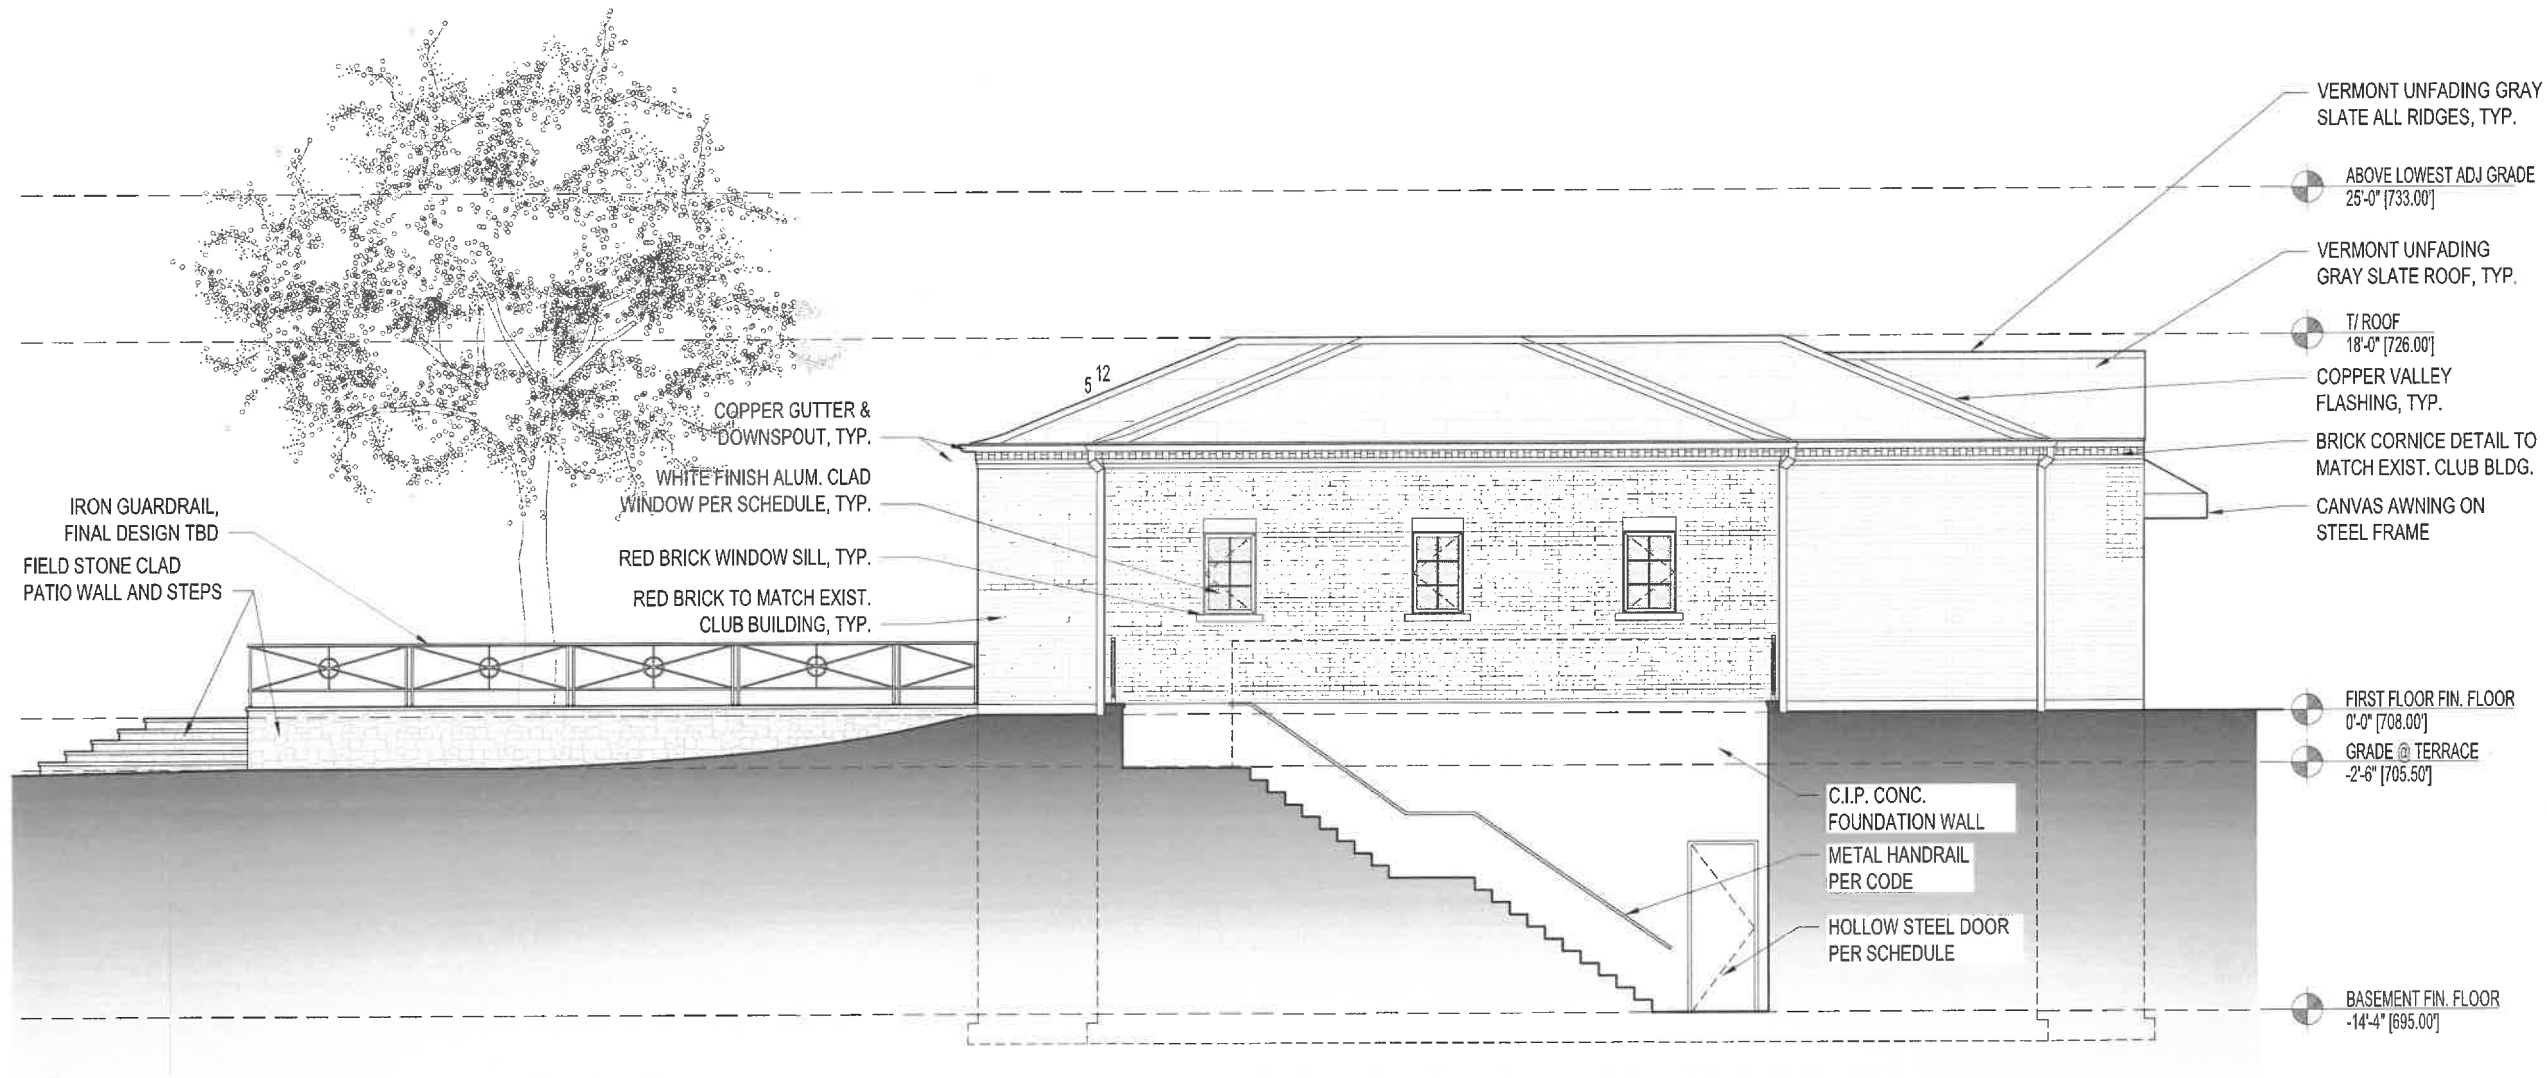 VERMONT UNFADING GRAY
SLATE ALL RIDGES, TYP.
ABOVE LOWEST ADJ GRADE
25'-0" [733.00']
VERMONT UNFADING
GRAY SLATE ROOF, TYP.
T/ ROOF
18'-0" [726.00']
COPPER VALLEY
FLASHING, TYP.
BRICK CORNICE DETAIL TO
MATCH EXIST. CLUB BLDG.
CANVAS AWNING ON
STEEL FRAME
5 12
COPPER GUTTER &
DOWNSPOUT, TYP.
WHITE FINISH ALUM. CLAD
WINDOW PER SCHEDULE, TYP.
RED BRICK WINDOW SILL, TYP.
RED BRICK TO MATCH EXIST.
CLUB BUILDING, TYP.
IRON GUARDRAIL,
FINAL DESIGN TBD
FIELD STONE CLAD
PATIO WALL AND STEPS
FIRST FLOOR FIN. FLOOR
0'-0" [708.00']
GRADE @ TERRACE
-2'-6" [705.50']
C.I.P. CONC.
FOUNDATION WALL
METAL HANDRAIL
PER CODE
HOLLOW STEEL DOOR
PER SCHEDULE
BASEMENT FIN. FLOOR
-14'-4" [695.00']